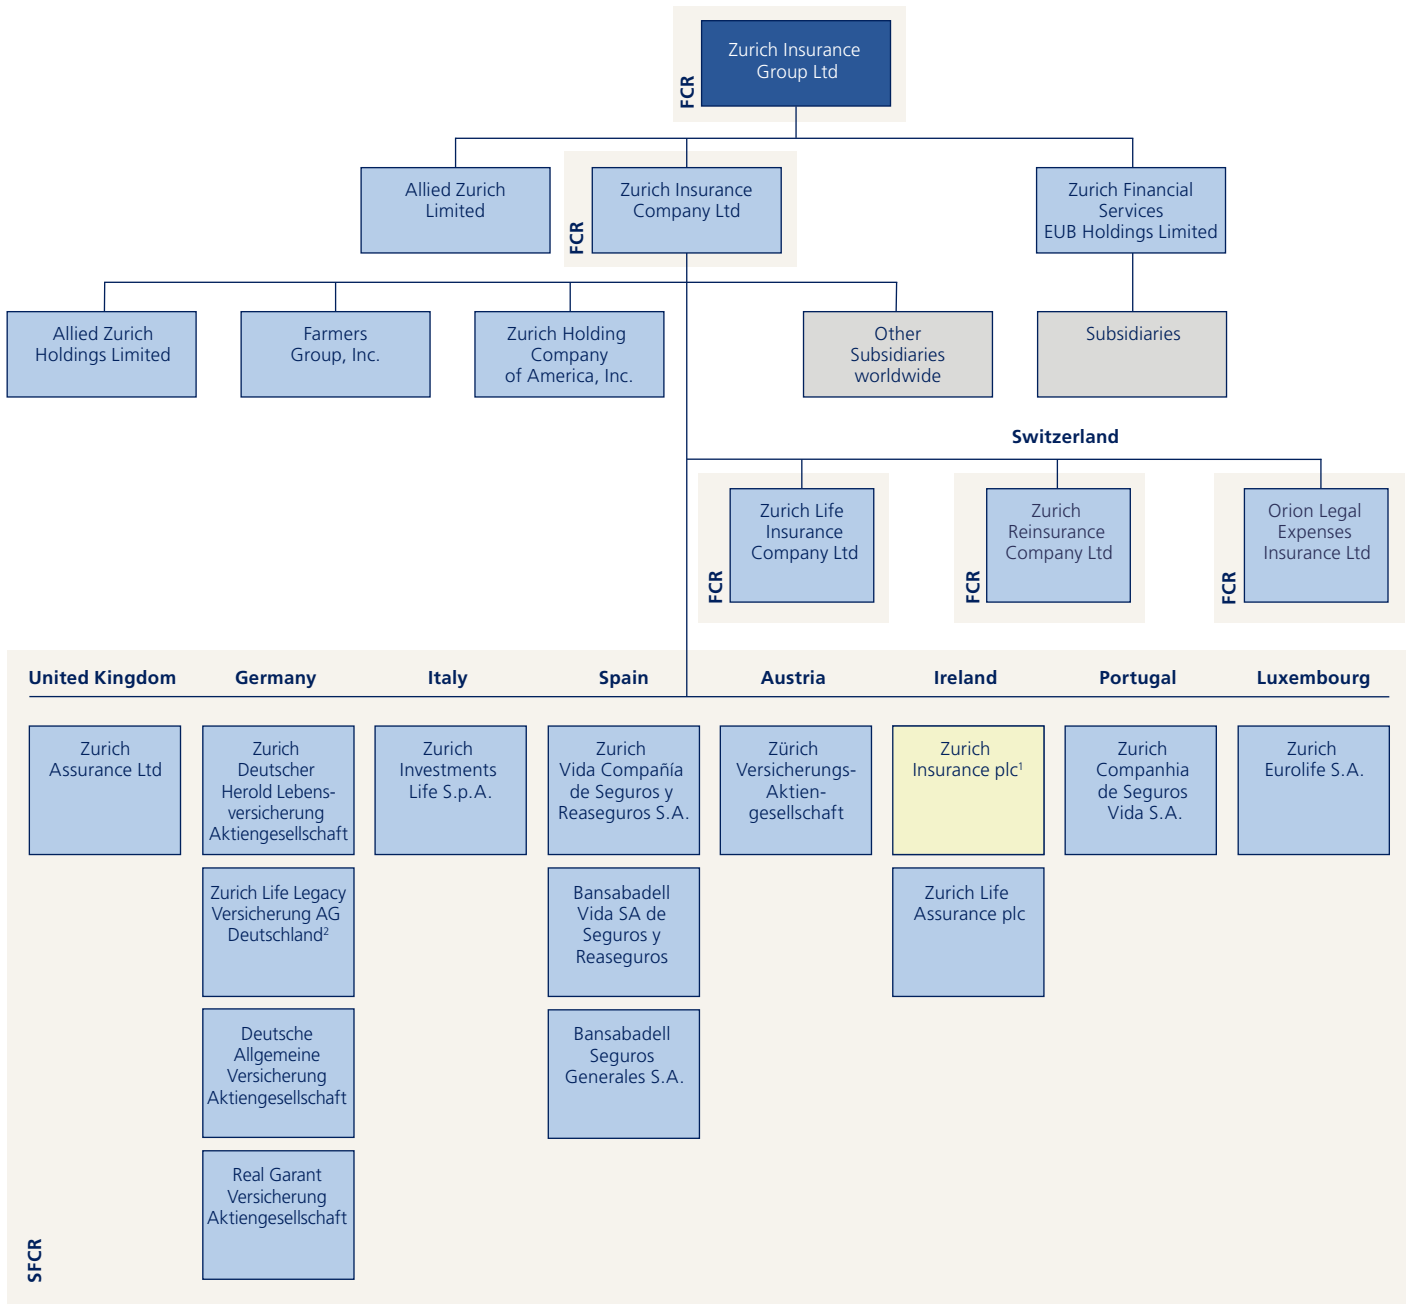 Zurich Insurance
Group Ltd
FCR
Allied Zurich
Limited
Zurich Insurance
Company Ltd
FCR
Zurich Financial
Services
EUB Holdings Limited
Allied Zurich
Holdings Limited
Farmers
Group, Inc.
Zurich Holding
Company
of America, Inc.
Other
Subsidiaries
worldwide
Subsidiaries
Switzerland
Zurich Life
Insurance
Company Ltd
FCR
Zurich
Reinsurance
Company Ltd
FCR
Orion Legal
Expenses
Insurance Ltd
FCR
United Kingdom
Germany
Italy
Spain
Austria
Ireland
Portugal
Luxembourg
Zurich
Assurance Ltd
Zurich
Deutscher
Herold Lebens-
versicherung
Aktiengesellschaft
Zurich
Investments
Life S.p.A.
Zurich
Vida Compañía
de Seguros y
Reaseguros S.A.
Zürich
Versicherungs-
Aktien-
gesellschaft
Zurich
Insurance plc¹
Zurich
Companhia
de Seguros
Vida S.A.
Zurich
Eurolife S.A.
Zurich Life Legacy
Versicherung AG
Deutschland²
Bansabadell
Vida SA de
Seguros y
Reaseguros
Zurich Life
Assurance plc
Deutsche
Allgemeine
Versicherung
Aktiengesellschaft
Bansabadell
Seguros
Generales S.A.
Real Garant
Versicherung
Aktiengesellschaft
SFCR